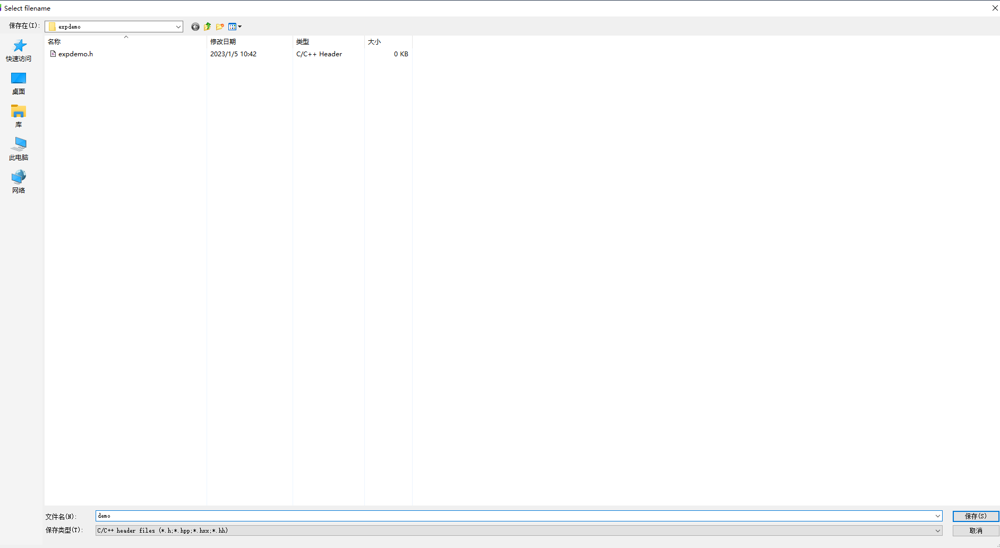 Select filename
保存在(I):
expdemo
名称 修改日期 类型 大小
expdemo.h 2023/1/5 10:42 C/C++ Header 0 KB
快速访问
桌面
库
此电脑
网络
文件名(N): demo 保存(S)
保存类型(T): C/C++ header files (*.h;*.hpp;*.hxx;*.hh) 取消